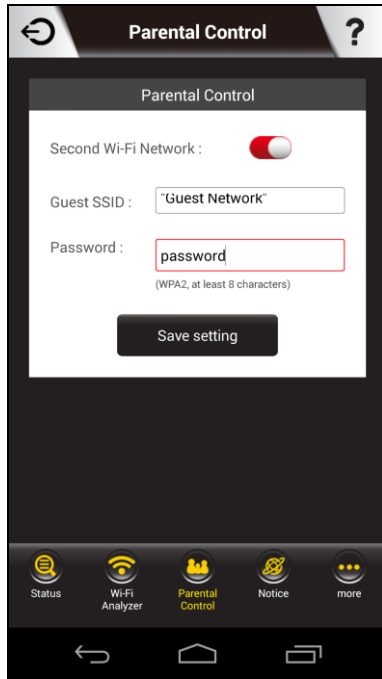 Parental Control
?
Parental Control
Second Wi-Fi Network :
Guest SSID :
"Guest Network"
Password :
password
(WPA2, at least 8 characters)
Save setting
Status
Wi-Fi
Analyzer
Parental
Control
Notice
more